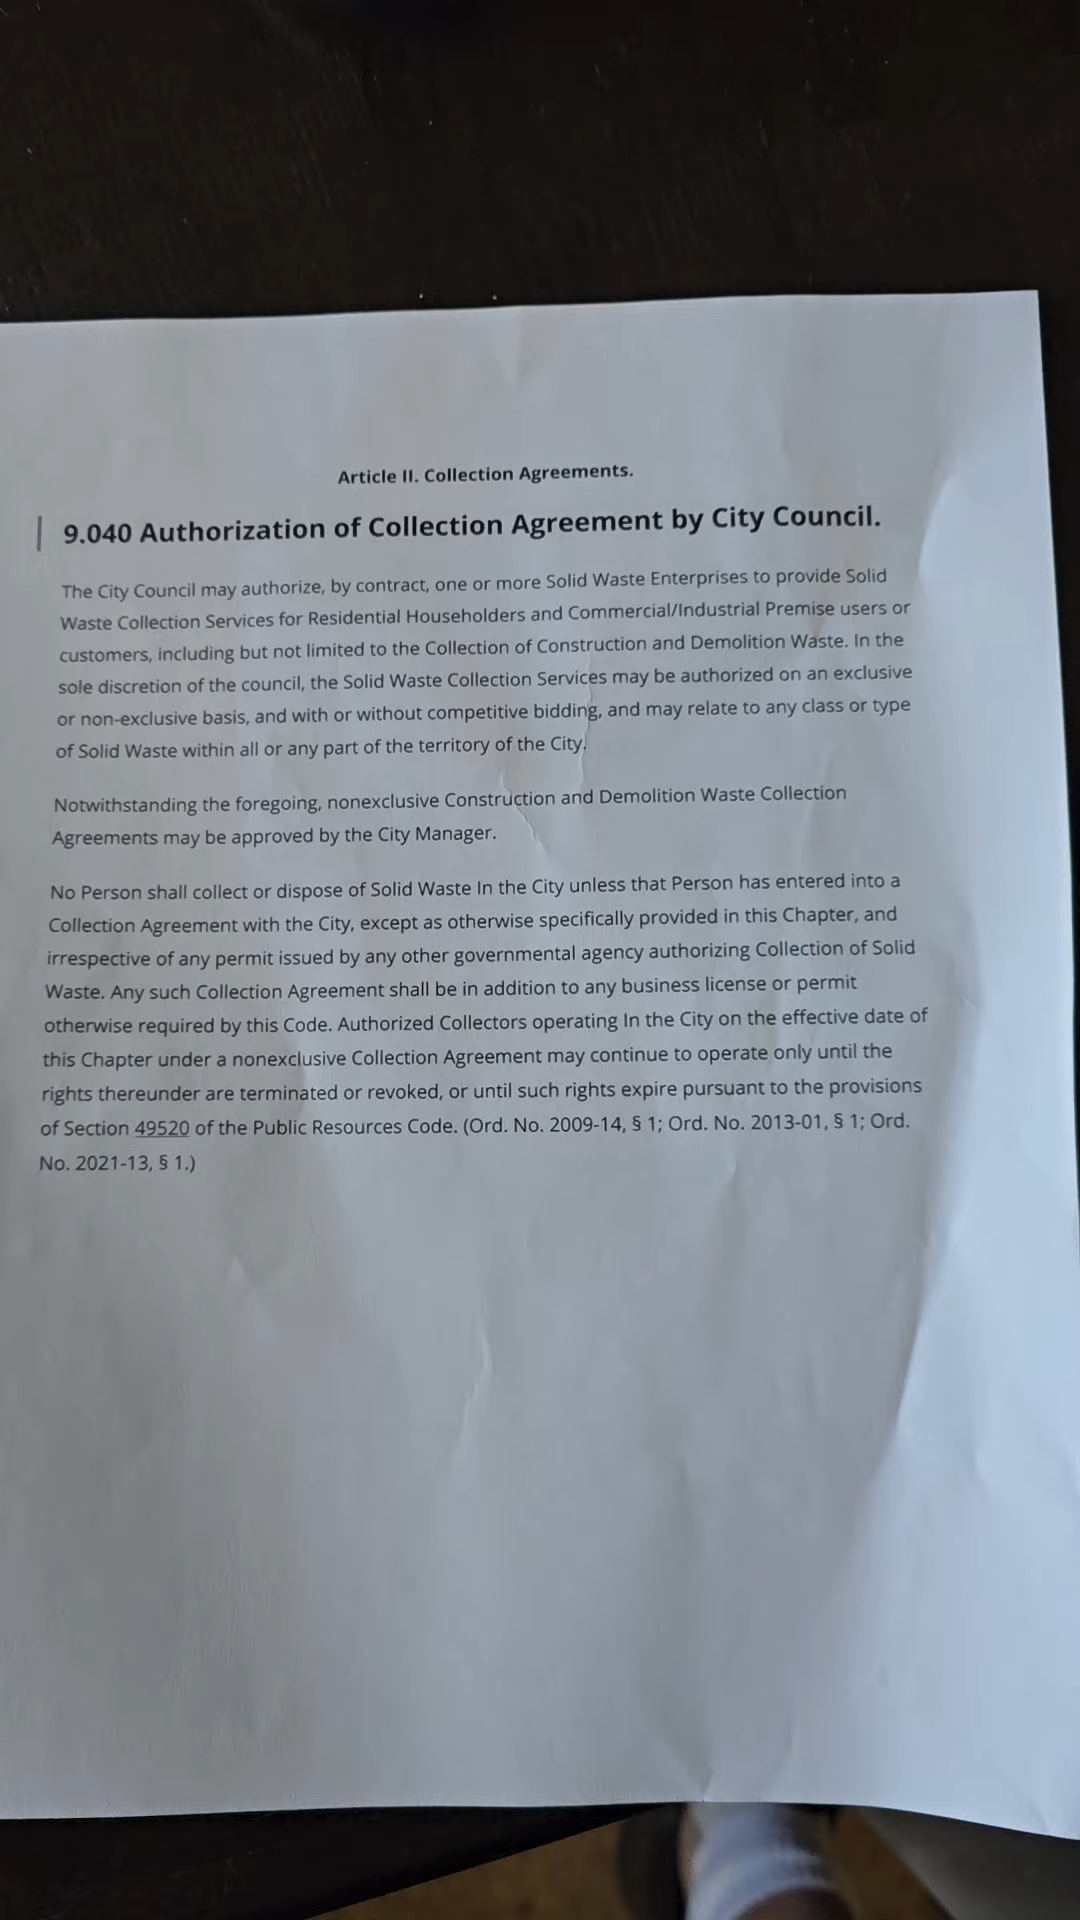 Article II. Collection Agreements.
9.040 Authorization of Collection Agreement by City Council.
The City Council may authorize, by contract, one or more Solid Waste Enterprises to provide Solid
Waste Collection Services for Residential Householders and Commercial/Industrial Premise users or
customers, including but not limited to the Collection of Construction and Demolition Waste. In the
sole discretion of the council, the Solid Waste Collection Services may be authorized on an exclusive
or non-exclusive basis, and with or without competitive bidding, and may relate to any class or type
of Solid Waste within all or any part of the territory of the City.
Notwithstanding the foregoing, nonexclusive Construction and Demolition Waste Collection
Agreements may be approved by the City Manager.
No Person shall collect or dispose of Solid Waste In the City unless that Person has entered into a
Collection Agreement with the City, except as otherwise specifically provided in this Chapter, and
irrespective of any permit issued by any other governmental agency authorizing Collection of Solid
Waste. Any such Collection Agreement shall be in addition to any business license or permit
otherwise required by this Code. Authorized Collectors operating In the City on the effective date of
this Chapter under a nonexclusive Collection Agreement may continue to operate only until the
rights thereunder are terminated or revoked, or until such rights expire pursuant to the provisions
of Section 49520 of the Public Resources Code. (Ord. No. 2009-14, § 1; Ord. No. 2013-01, § 1; Ord.
No. 2021-13, § 1.)